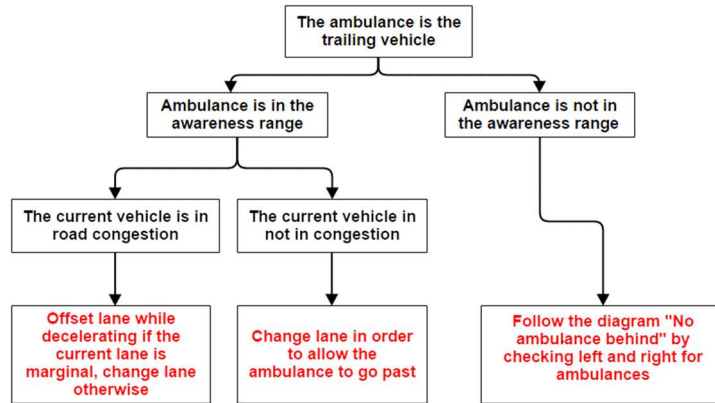 The ambulance is the
trailing vehicle
Ambulance is in the
awareness range
Ambulance is not in
the awareness range
The current vehicle is in
road congestion
The current vehicle in
not in congestion
Offset lane while
decelerating if the
current lane is
marginal, change lane
otherwise
Change lane in order
to allow the
ambulance to go past
Follow the diagram "No
ambulance behind" by
checking left and right for
ambulances